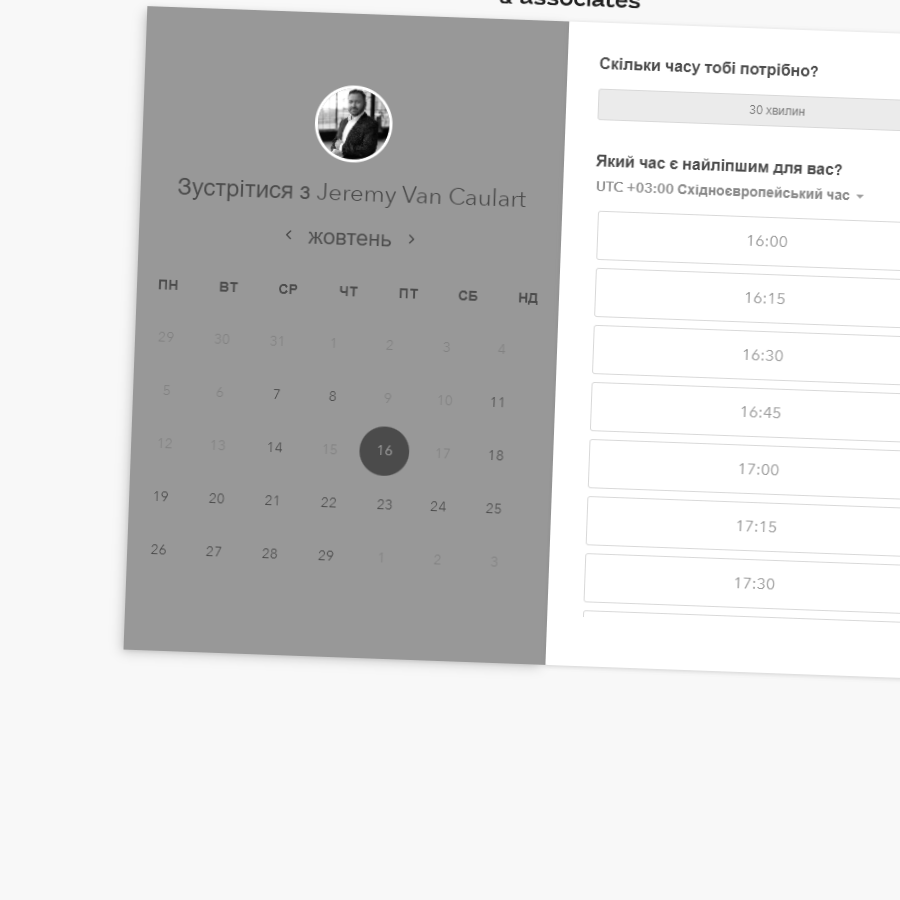 & associates
Зустрітися з Jeremy Van Caulart
жовтень
ПН ВТ СР ЧТ ПТ СБ НД
29 30 31 1 2 3 4
5 6 7 8 9 10 11
12 13 14 15 16 17 18
19 20 21 22 23 24 25
26 27 28 29 1 2 3
Скільки часу тобі потрібно?
30 хвилин
Який час є найліпшим для вас?
UTC +03:00 Східноєвропейський час
16:00
16:15
16:30
16:45
17:00
17:15
17:30